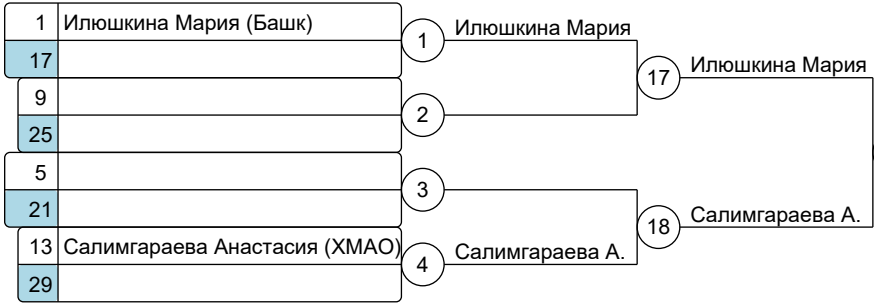 1 Илюшкина Мария (Башк)
17
1 Илюшкина Мария
9
25
2
17 Илюшкина Мария
5
21
3
13 Салимгараева Анастасия (ХМАО)
29
4 Салимгараева А.
18 Салимгараева А.